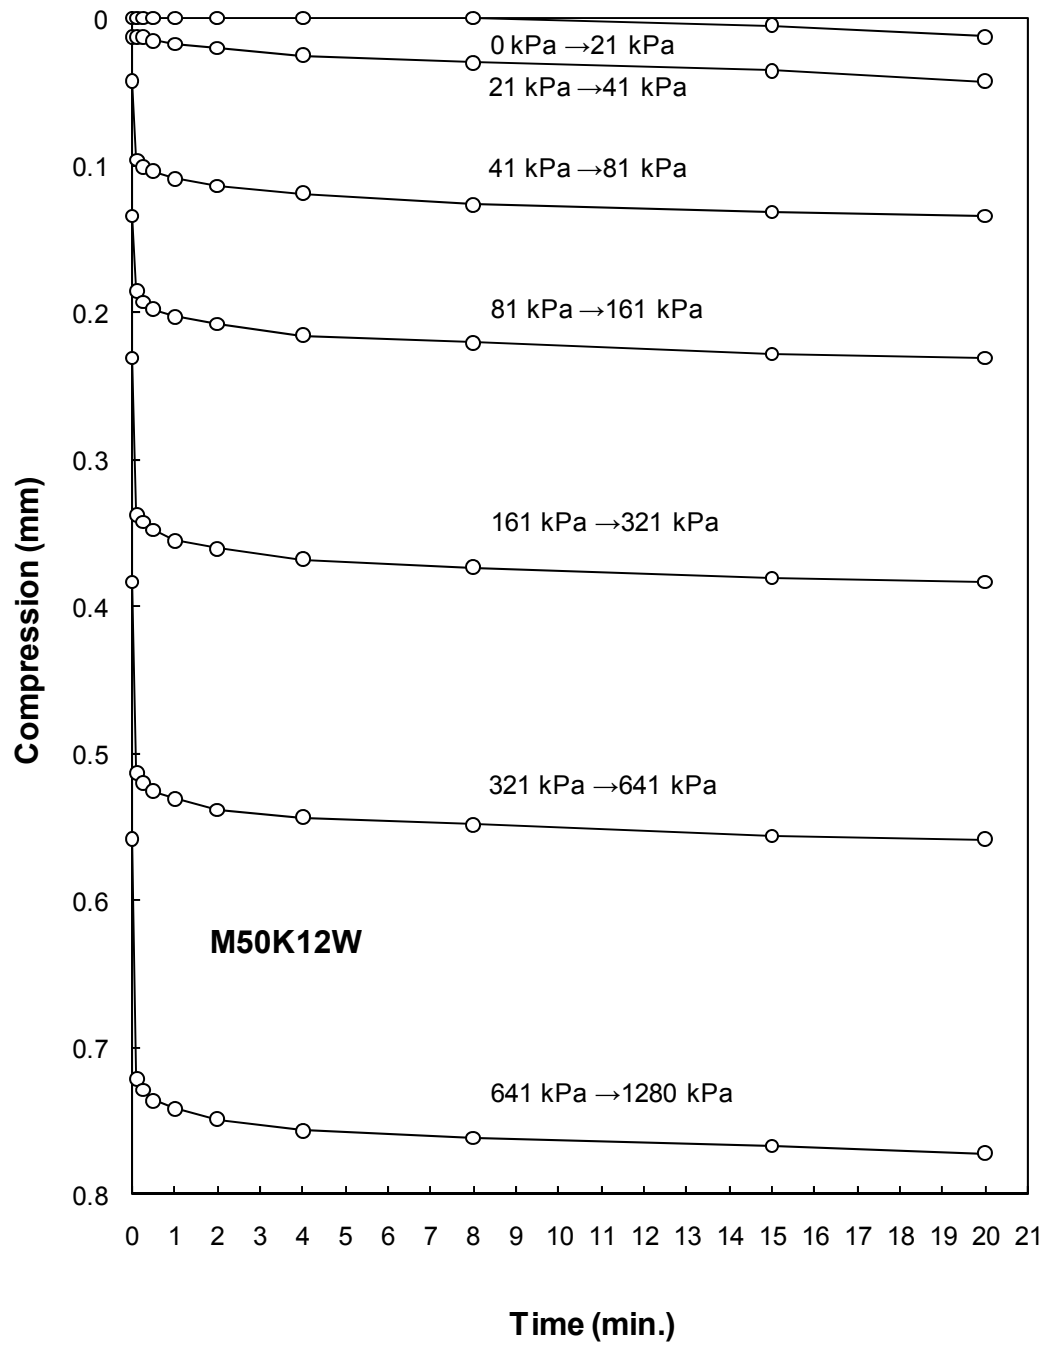 0
0 kPa →21 kPa
21 kPa →41 kPa
0.1
41 kPa →81 kPa
0.2
81 kPa →161 kPa
0.3
161 kPa →321 kPa
0.4
Compression (mm)
0.5
321 kPa →641 kPa
0.6
M50K12W
0.7
641 kPa →1280 kPa
0.8
0 1 2 3 4 5 6 7 8 9 10 11 12 13 14 15 16 17 18 19 20 21
Time (min.)